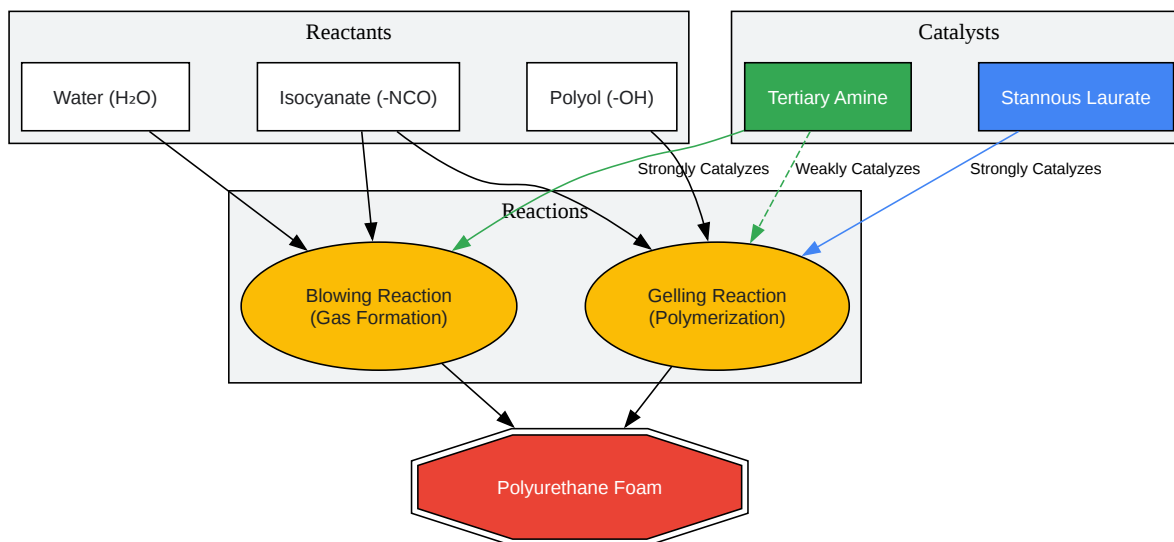 Reactants
Catalysts
Water (H₂O)
Isocyanate (-NCO)
Polyol (-OH)
Tertiary Amine
Stannous Laurate
Strongly Catalyzes
Weakly Catalyzes
Strongly Catalyzes
Reactions
Blowing Reaction
(Gas Formation)
Gelling Reaction
(Polymerization)
Polyurethane Foam